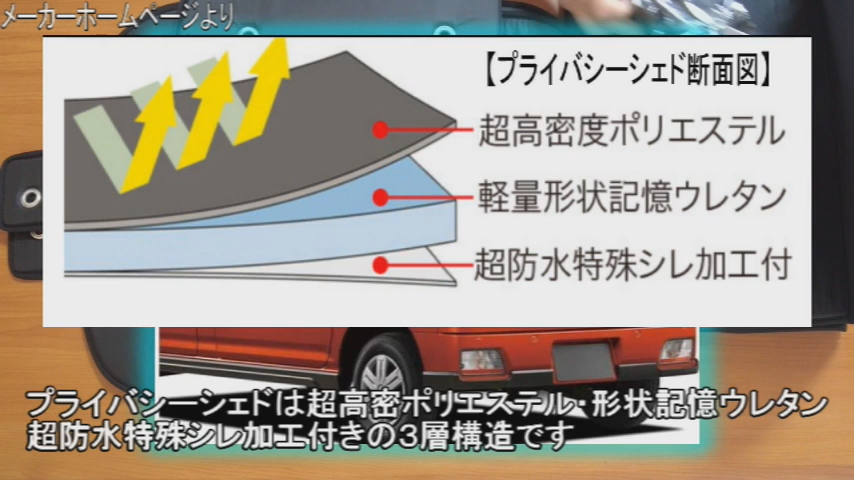 メーカーホームページより
【プライバシーシェド断面図】
超高密度ポリエステル
軽量形状記憶ウレタン
超防水特殊シレ加工付
プライバシーシェドは超高密ポリエステル・形状記憶ウレタン
超防水特殊シレ加工付きの３層構造です